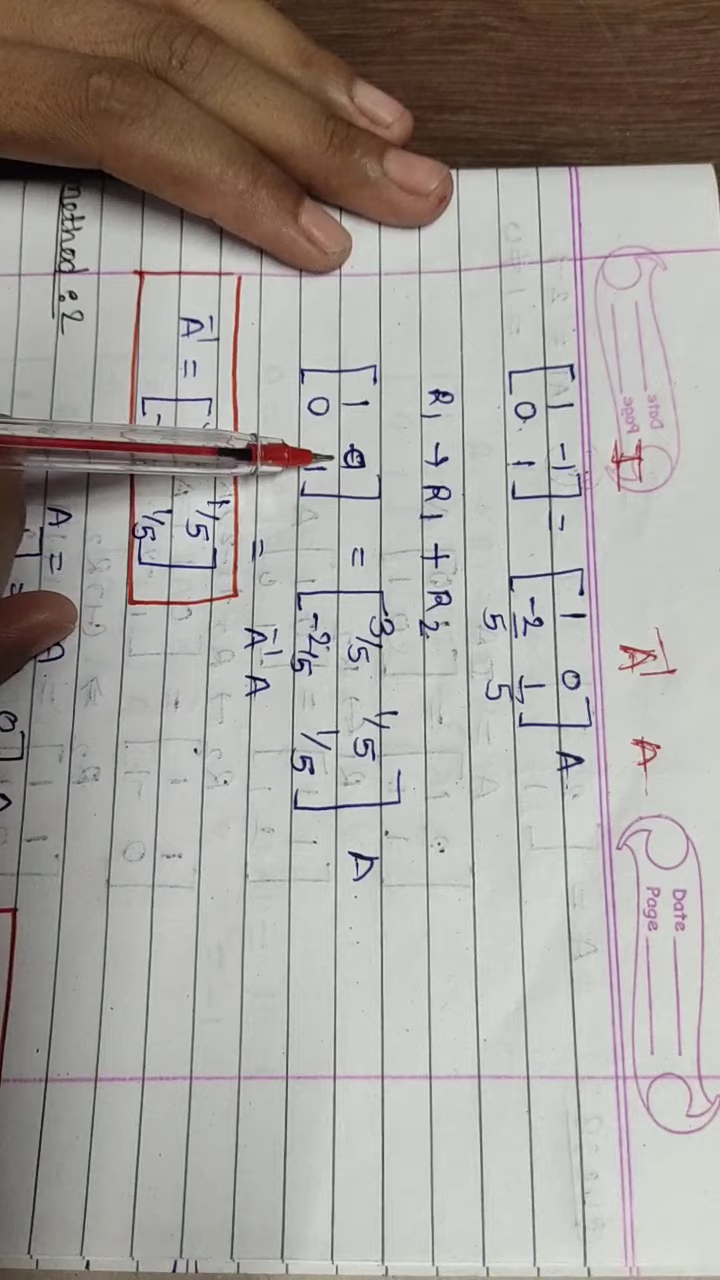 Date
Page
I
A⁻¹ A
Date
Page
[1 -1] = [1 0] A
[0 1] [-2/5 1/5]
R₁ → R₁ + R₂
[1 0] = [3/5 1/5] A
[0 1] [-2/5 1/5]
= A⁻¹ A
A⁻¹ = [ 1/5]
[- 1/5]
method : 2
A =